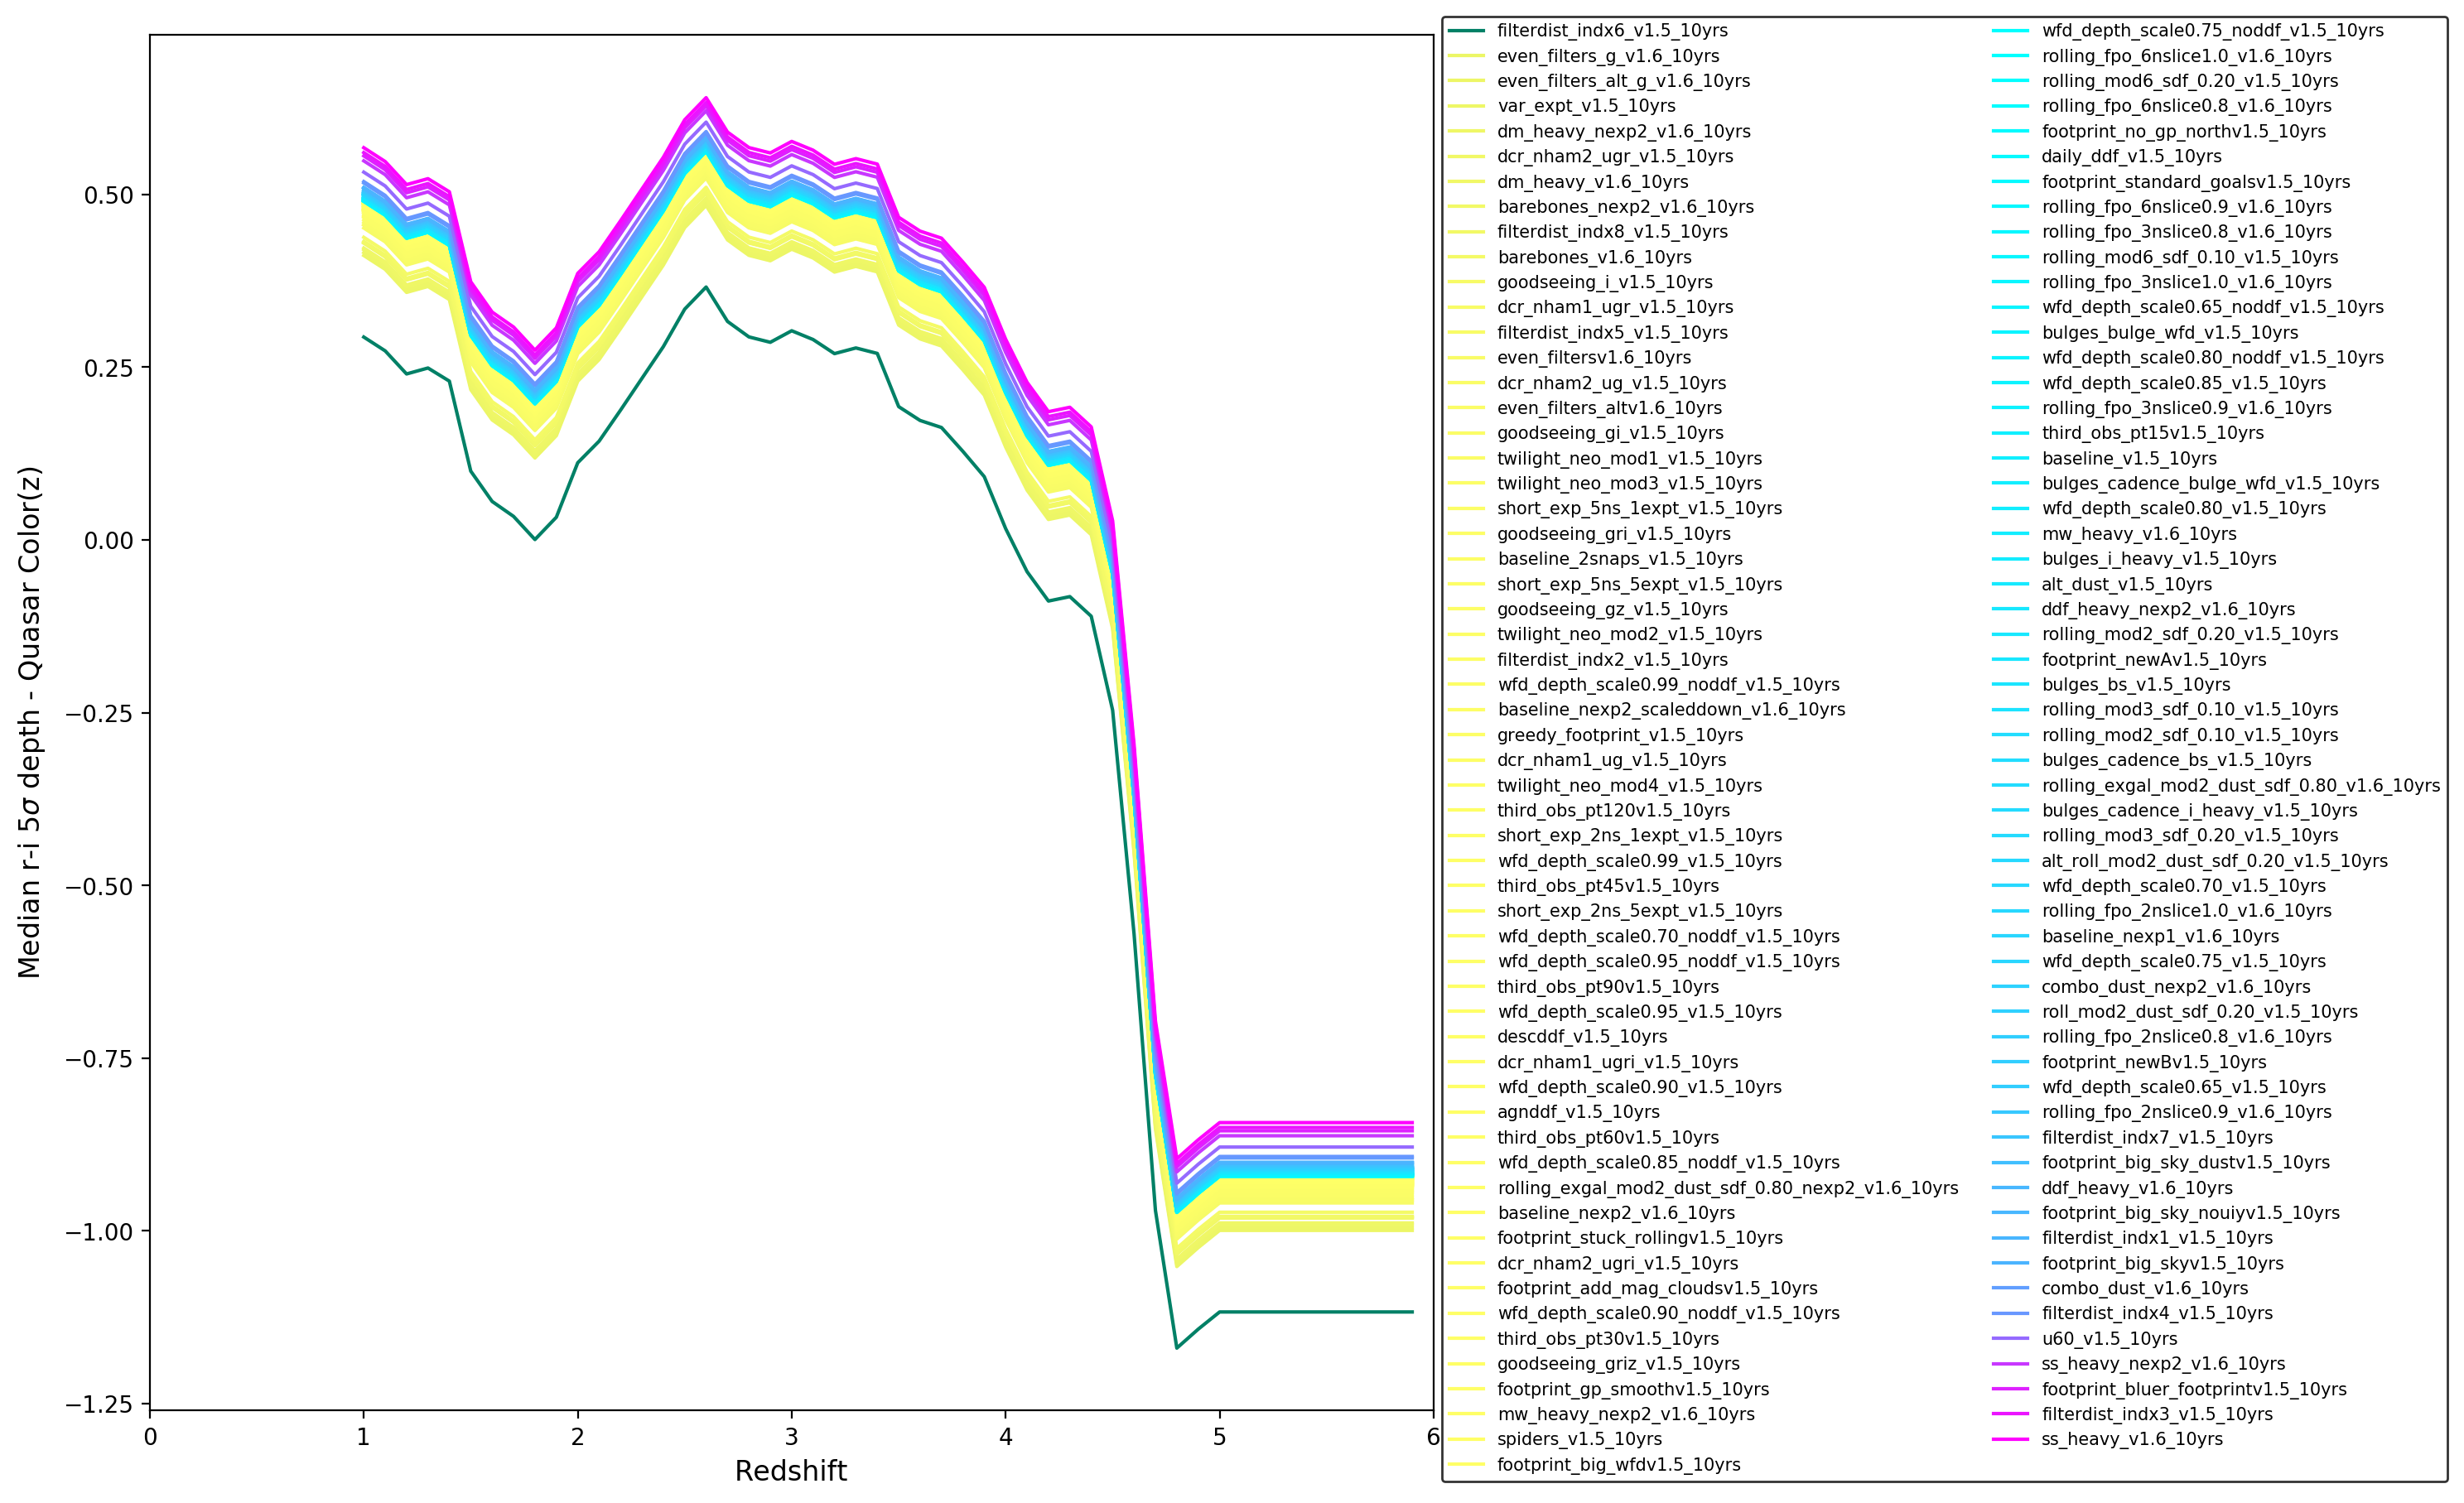 Median r-i 5σ depth - Quasar Color(z)
0.50
0.25
0.00
−0.25
−0.50
−0.75
−1.00
−1.25
0 1 2 3 4 5 6
Redshift
filterdist_indx6_v1.5_10yrs
even_filters_g_v1.6_10yrs
even_filters_alt_g_v1.6_10yrs
var_expt_v1.5_10yrs
dm_heavy_nexp2_v1.6_10yrs
dcr_nham2_ugr_v1.5_10yrs
dm_heavy_v1.6_10yrs
barebones_nexp2_v1.6_10yrs
filterdist_indx8_v1.5_10yrs
barebones_v1.6_10yrs
goodseeing_i_v1.5_10yrs
dcr_nham1_ugr_v1.5_10yrs
filterdist_indx5_v1.5_10yrs
even_filtersv1.6_10yrs
dcr_nham2_ug_v1.5_10yrs
even_filters_altv1.6_10yrs
goodseeing_gi_v1.5_10yrs
twilight_neo_mod1_v1.5_10yrs
twilight_neo_mod3_v1.5_10yrs
short_exp_5ns_1expt_v1.5_10yrs
goodseeing_gri_v1.5_10yrs
baseline_2snaps_v1.5_10yrs
short_exp_5ns_5expt_v1.5_10yrs
goodseeing_gz_v1.5_10yrs
twilight_neo_mod2_v1.5_10yrs
filterdist_indx2_v1.5_10yrs
wfd_depth_scale0.99_noddf_v1.5_10yrs
baseline_nexp2_scaleddown_v1.6_10yrs
greedy_footprint_v1.5_10yrs
dcr_nham1_ug_v1.5_10yrs
twilight_neo_mod4_v1.5_10yrs
third_obs_pt120v1.5_10yrs
short_exp_2ns_1expt_v1.5_10yrs
wfd_depth_scale0.99_v1.5_10yrs
third_obs_pt45v1.5_10yrs
short_exp_2ns_5expt_v1.5_10yrs
wfd_depth_scale0.70_noddf_v1.5_10yrs
wfd_depth_scale0.95_noddf_v1.5_10yrs
third_obs_pt90v1.5_10yrs
wfd_depth_scale0.95_v1.5_10yrs
descddf_v1.5_10yrs
dcr_nham1_ugri_v1.5_10yrs
wfd_depth_scale0.90_v1.5_10yrs
agnddf_v1.5_10yrs
third_obs_pt60v1.5_10yrs
wfd_depth_scale0.85_noddf_v1.5_10yrs
rolling_exgal_mod2_dust_sdf_0.80_nexp2_v1.6_10yrs
baseline_nexp2_v1.6_10yrs
footprint_stuck_rollingv1.5_10yrs
dcr_nham2_ugri_v1.5_10yrs
footprint_add_mag_cloudsv1.5_10yrs
wfd_depth_scale0.90_noddf_v1.5_10yrs
third_obs_pt30v1.5_10yrs
goodseeing_griz_v1.5_10yrs
footprint_gp_smoothv1.5_10yrs
mw_heavy_nexp2_v1.6_10yrs
spiders_v1.5_10yrs
footprint_big_wfdv1.5_10yrs
wfd_depth_scale0.75_noddf_v1.5_10yrs
rolling_fpo_6nslice1.0_v1.6_10yrs
rolling_mod6_sdf_0.20_v1.5_10yrs
rolling_fpo_6nslice0.8_v1.6_10yrs
footprint_no_gp_northv1.5_10yrs
daily_ddf_v1.5_10yrs
footprint_standard_goalsv1.5_10yrs
rolling_fpo_6nslice0.9_v1.6_10yrs
rolling_fpo_3nslice0.8_v1.6_10yrs
rolling_mod6_sdf_0.10_v1.5_10yrs
rolling_fpo_3nslice1.0_v1.6_10yrs
wfd_depth_scale0.65_noddf_v1.5_10yrs
bulges_bulge_wfd_v1.5_10yrs
wfd_depth_scale0.80_noddf_v1.5_10yrs
wfd_depth_scale0.85_v1.5_10yrs
rolling_fpo_3nslice0.9_v1.6_10yrs
third_obs_pt15v1.5_10yrs
baseline_v1.5_10yrs
bulges_cadence_bulge_wfd_v1.5_10yrs
wfd_depth_scale0.80_v1.5_10yrs
mw_heavy_v1.6_10yrs
bulges_i_heavy_v1.5_10yrs
alt_dust_v1.5_10yrs
ddf_heavy_nexp2_v1.6_10yrs
rolling_mod2_sdf_0.20_v1.5_10yrs
footprint_newAv1.5_10yrs
bulges_bs_v1.5_10yrs
rolling_mod3_sdf_0.10_v1.5_10yrs
rolling_mod2_sdf_0.10_v1.5_10yrs
bulges_cadence_bs_v1.5_10yrs
rolling_exgal_mod2_dust_sdf_0.80_v1.6_10yrs
bulges_cadence_i_heavy_v1.5_10yrs
rolling_mod3_sdf_0.20_v1.5_10yrs
alt_roll_mod2_dust_sdf_0.20_v1.5_10yrs
wfd_depth_scale0.70_v1.5_10yrs
rolling_fpo_2nslice1.0_v1.6_10yrs
baseline_nexp1_v1.6_10yrs
wfd_depth_scale0.75_v1.5_10yrs
combo_dust_nexp2_v1.6_10yrs
roll_mod2_dust_sdf_0.20_v1.5_10yrs
rolling_fpo_2nslice0.8_v1.6_10yrs
footprint_newBv1.5_10yrs
wfd_depth_scale0.65_v1.5_10yrs
rolling_fpo_2nslice0.9_v1.6_10yrs
filterdist_indx7_v1.5_10yrs
footprint_big_sky_dustv1.5_10yrs
ddf_heavy_v1.6_10yrs
footprint_big_sky_nouiyv1.5_10yrs
filterdist_indx1_v1.5_10yrs
footprint_big_skyv1.5_10yrs
combo_dust_v1.6_10yrs
filterdist_indx4_v1.5_10yrs
u60_v1.5_10yrs
ss_heavy_nexp2_v1.6_10yrs
footprint_bluer_footprintv1.5_10yrs
filterdist_indx3_v1.5_10yrs
ss_heavy_v1.6_10yrs